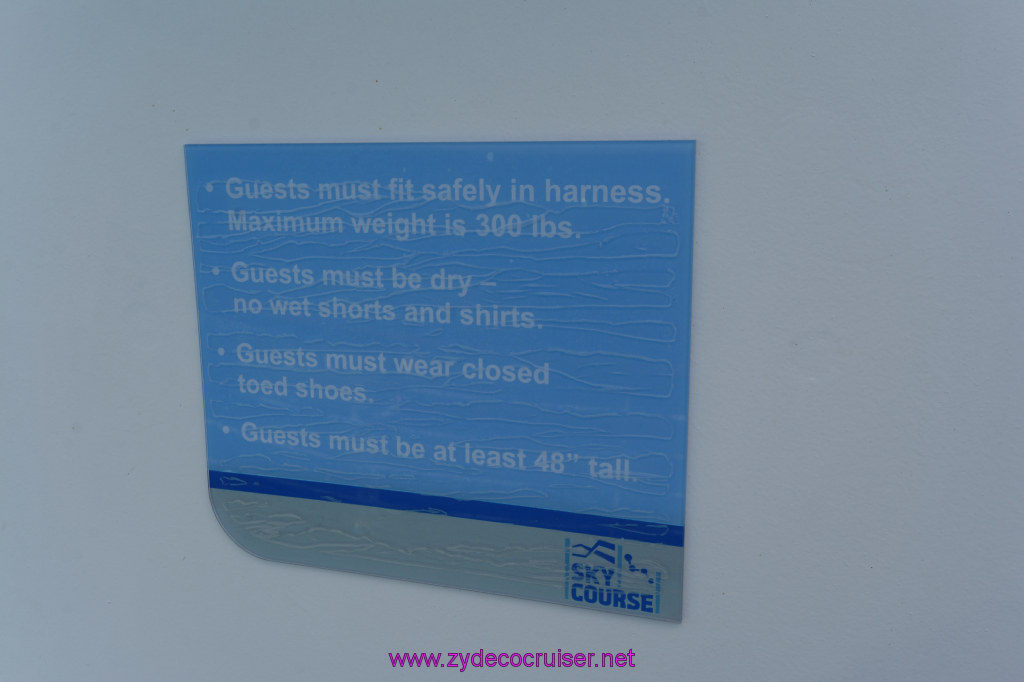 • Guests must fit safely in harness.
Maximum weight is 300 lbs.
• Guests must be dry –
no wet shorts and shirts.
• Guests must wear closed
toed shoes.
• Guests must be at least 48” tall.
SKY
COURSE
www.zydecocruiser.net